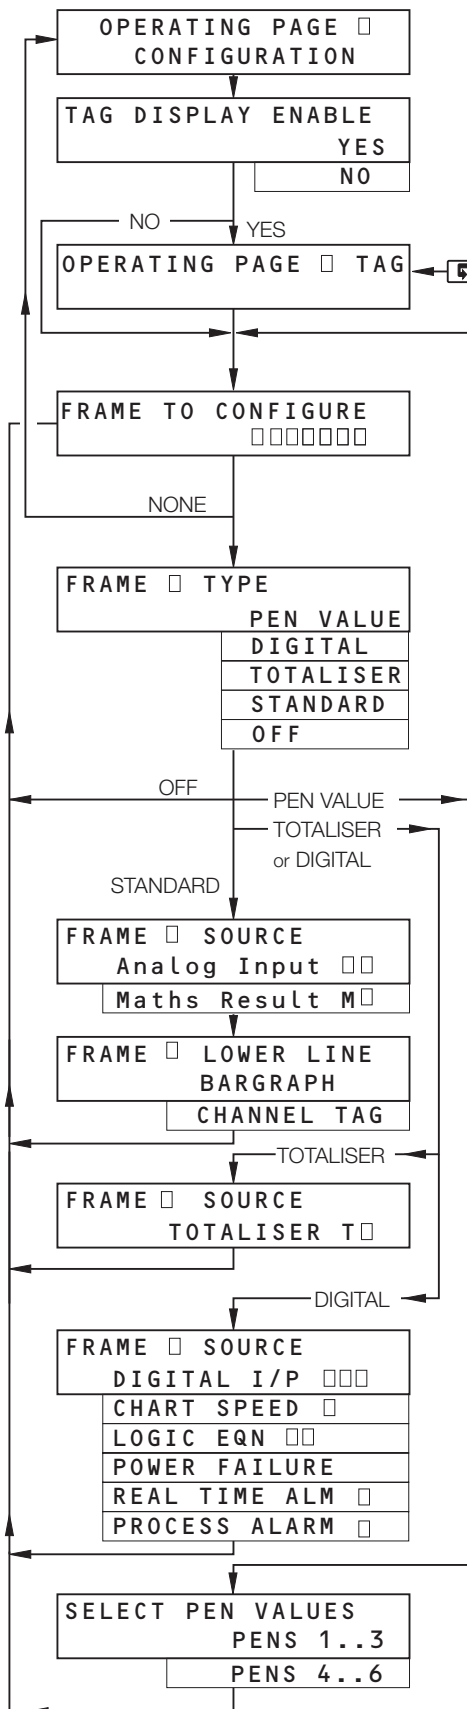 OPERATING PAGE □
CONFIGURATION
TAG DISPLAY ENABLE
YES
NO
NO
YES
OPERATING PAGE □ TAG
FRAME TO CONFIGURE
□□□□□□□
NONE
FRAME □ TYPE
PEN VALUE
DIGITAL
TOTALISER
STANDARD
OFF
OFF
PEN VALUE
TOTALISER
or DIGITAL
STANDARD
FRAME □ SOURCE
Analog Input □□
Maths Result M□
FRAME □ LOWER LINE
BARGRAPH
CHANNEL TAG
TOTALISER
FRAME □ SOURCE
TOTALISER T□
DIGITAL
FRAME □ SOURCE
DIGITAL I/P □□□
CHART SPEED □
LOGIC EQN □□
POWER FAILURE
REAL TIME ALM □
PROCESS ALARM □
SELECT PEN VALUES
PENS 1..3
PENS 4..6